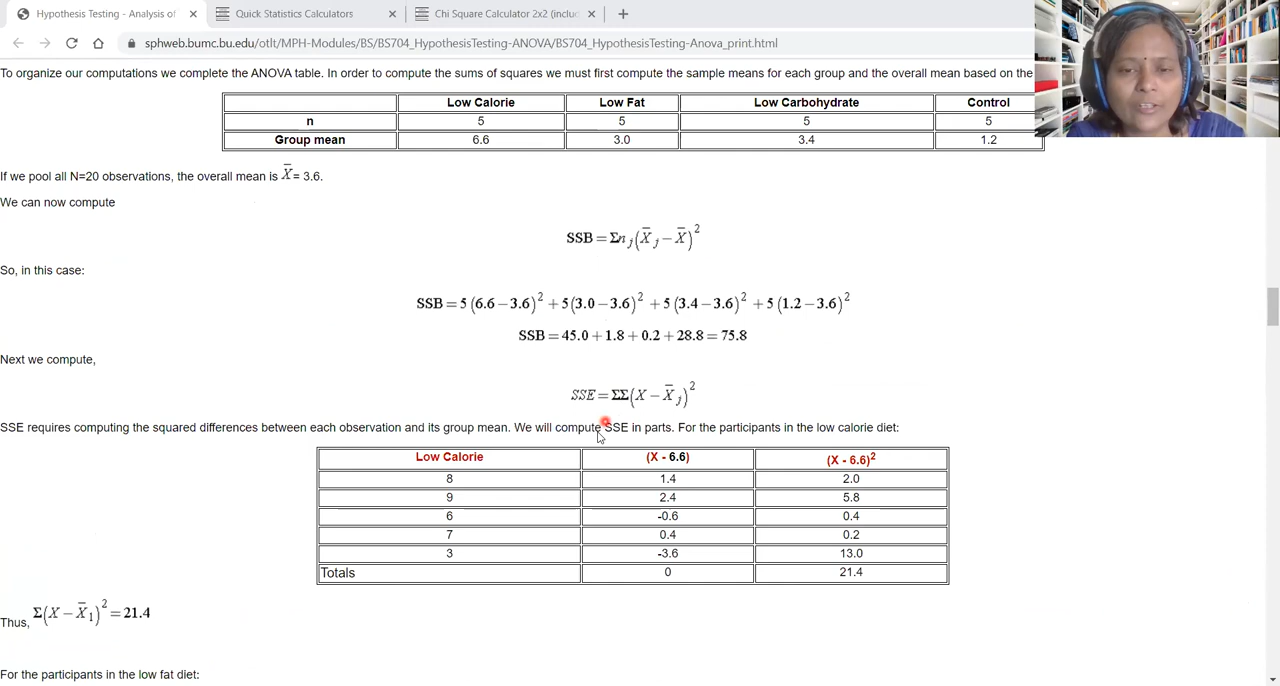 Hypothesis Testing - Analysis of
Quick Statistics Calculators
Chi Square Calculator 2x2 (incluc
sphweb.bumc.bu.edu/otlt/MPH-Modules/BS/BS704_HypothesisTesting-ANOVA/BS704_HypothesisTesting-Anova_print.html
To organize our computations we complete the ANOVA table. In order to compute the sums of squares we must first compute the sample means for each group and the overall mean based on the
Low Calorie Low Fat Low Carbohydrate Control
n 5 5 5 5
Group mean 6.6 3.0 3.4 1.2
If we pool all N=20 observations, the overall mean is X̄ = 3.6.
We can now compute
SSB = Σn_j(X̄_j − X̄)²
So, in this case:
SSB = 5 (6.6 − 3.6)² + 5 (3.0 − 3.6)² + 5 (3.4 − 3.6)² + 5 (1.2 − 3.6)²
SSB = 45.0 + 1.8 + 0.2 + 28.8 = 75.8
Next we compute,
SSE = ΣΣ(X − X̄_j)²
SSE requires computing the squared differences between each observation and its group mean. We will compute SSE in parts. For the participants in the low calorie diet:
Low Calorie (X - 6.6) (X - 6.6)²
8 1.4 2.0
9 2.4 5.8
6 -0.6 0.4
7 0.4 0.2
3 -3.6 13.0
Totals 0 21.4
Thus, Σ(X − X̄₁)² = 21.4
For the participants in the low fat diet: